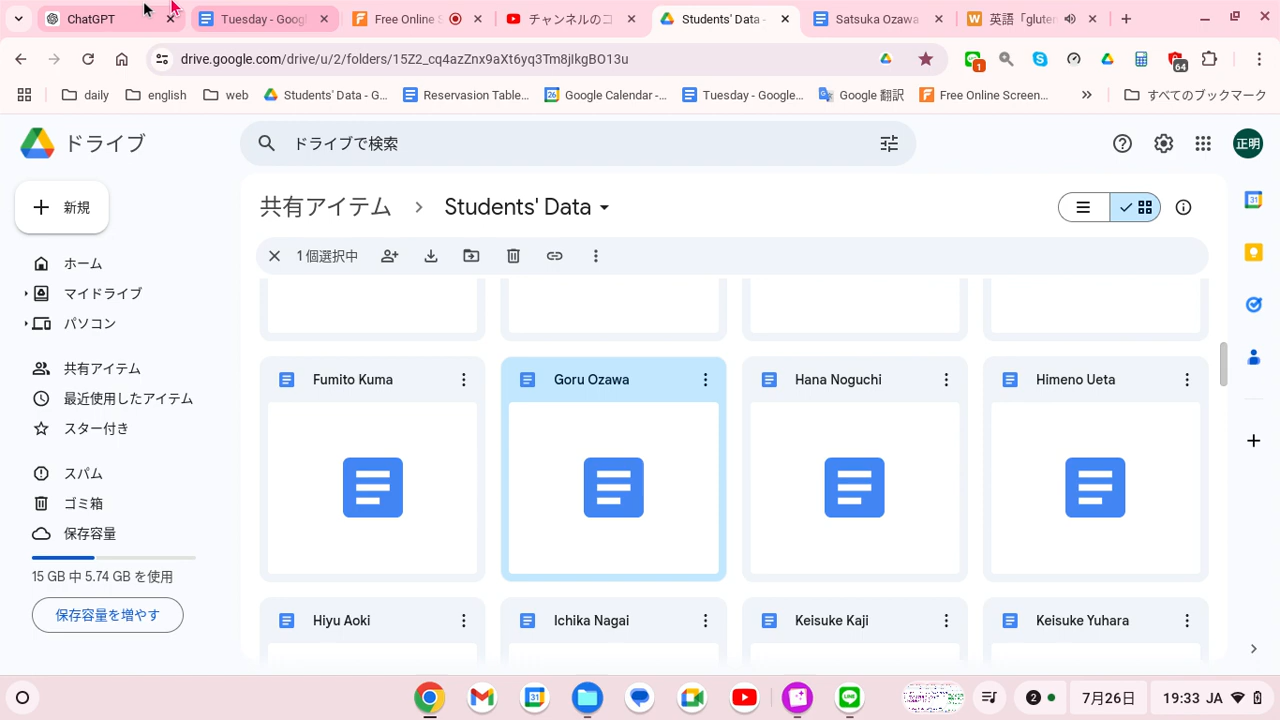 ChatGPT
Tuesday - Googl
Free Online S
チャンネルのコ
Students' Data -
Satsuka Ozawa
英語「gluten
drive.google.com/drive/u/2/folders/15Z2_cq4azZnx9aXt6yq3Tm8jIkgBO13u
1
64
daily
english
web
Students' Data - G...
Reservasion Table...
Google Calendar -...
Tuesday - Google...
Google 翻訳
Free Online Screen...
すべてのブックマーク
ドライブ
ドライブで検索
正明
新規
共有アイテム
Students' Data
1 個選択中
ホーム
マイドライブ
パソコン
共有アイテム
最近使用したアイテム
スター付き
スパム
ゴミ箱
保存容量
15 GB 中 5.74 GB を使用
保存容量を増やす
Fumito Kuma
Goru Ozawa
Hana Noguchi
Himeno Ueta
Hiyu Aoki
Ichika Nagai
Keisuke Kaji
Keisuke Yuhara
2
7月26日
19:33 JA